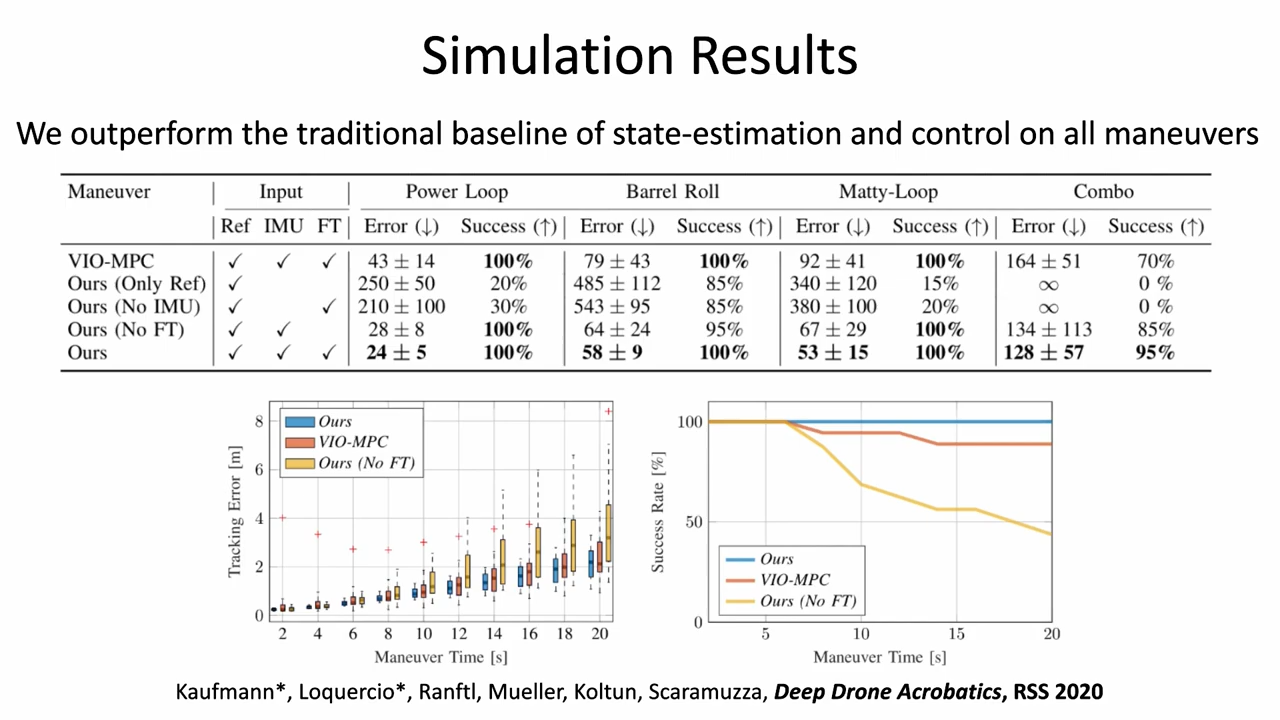 Simulation Results
We outperform the traditional baseline of state-estimation and control on all maneuvers
Maneuver Input Power Loop Barrel Roll Matty-Loop Combo
Ref IMU FT Error (↓) Success (↑) Error (↓) Success (↑) Error (↓) Success (↑) Error (↓) Success (↑)
VIO-MPC ✓ ✓ ✓ 43 ± 14 100% 79 ± 43 100% 92 ± 41 100% 164 ± 51 70%
Ours (Only Ref) ✓ 250 ± 50 20% 485 ± 112 85% 340 ± 120 15% ∞ 0 %
Ours (No IMU) ✓ ✓ 210 ± 100 30% 543 ± 95 85% 380 ± 100 20% ∞ 0 %
Ours (No FT) ✓ ✓ 28 ± 8 100% 64 ± 24 95% 67 ± 29 100% 134 ± 113 85%
Ours ✓ ✓ ✓ 24 ± 5 100% 58 ± 9 100% 53 ± 15 100% 128 ± 57 95%
Tracking Error [m]
8
6
4
2
0
Ours
VIO-MPC
Ours (No FT)
2 4 6 8 10 12 14 16 18 20
Maneuver Time [s]
Success Rate [%]
100
50
0
Ours
VIO-MPC
Ours (No FT)
5 10 15 20
Maneuver Time [s]
Kaufmann*, Loquercio*, Ranftl, Mueller, Koltun, Scaramuzza, Deep Drone Acrobatics, RSS 2020